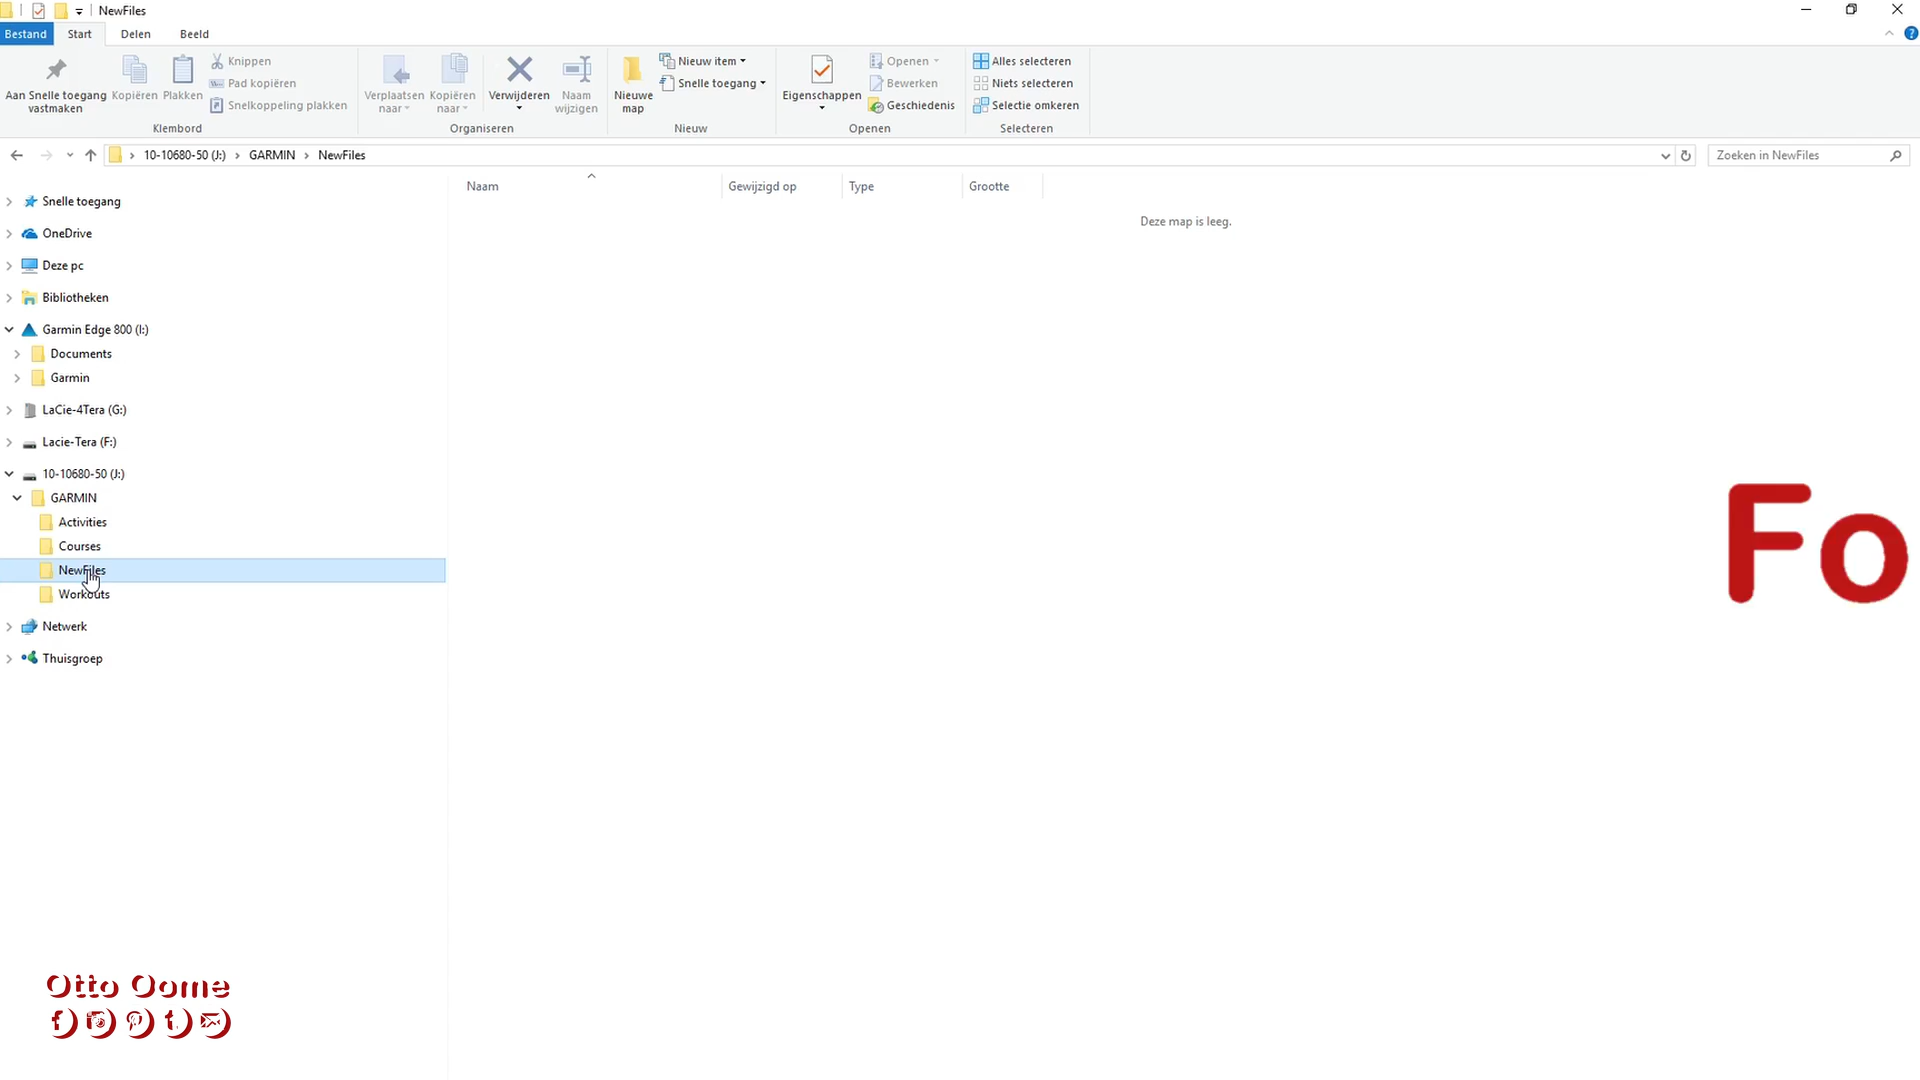 NewFiles
Bestand Start Delen Beeld
Aan Snelle toegang vastmaken
Kopiëren
Plakken
Knippen
Pad kopiëren
Snelkoppeling plakken
Klembord
Verplaatsen naar
Kopiëren naar
Verwijderen
Naam wijzigen
Organiseren
Nieuwe map
Nieuw item
Snelle toegang
Nieuw
Eigenschappen
Openen
Bewerken
Geschiedenis
Openen
Alles selecteren
Niets selecteren
Selectie omkeren
Selecteren
10-10680-50 (J:) › GARMIN › NewFiles
Zoeken in NewFiles
Naam Gewijzigd op Type Grootte
Deze map is leeg.
Snelle toegang
OneDrive
Deze pc
Bibliotheken
Garmin Edge 800 (I:)
Documents
Garmin
LaCie-4Tera (G:)
Lacie-Tera (F:)
10-10680-50 (J:)
GARMIN
Activities
Courses
NewFiles
Workouts
Netwerk
Thuisgroep
Fo
Otto Oome